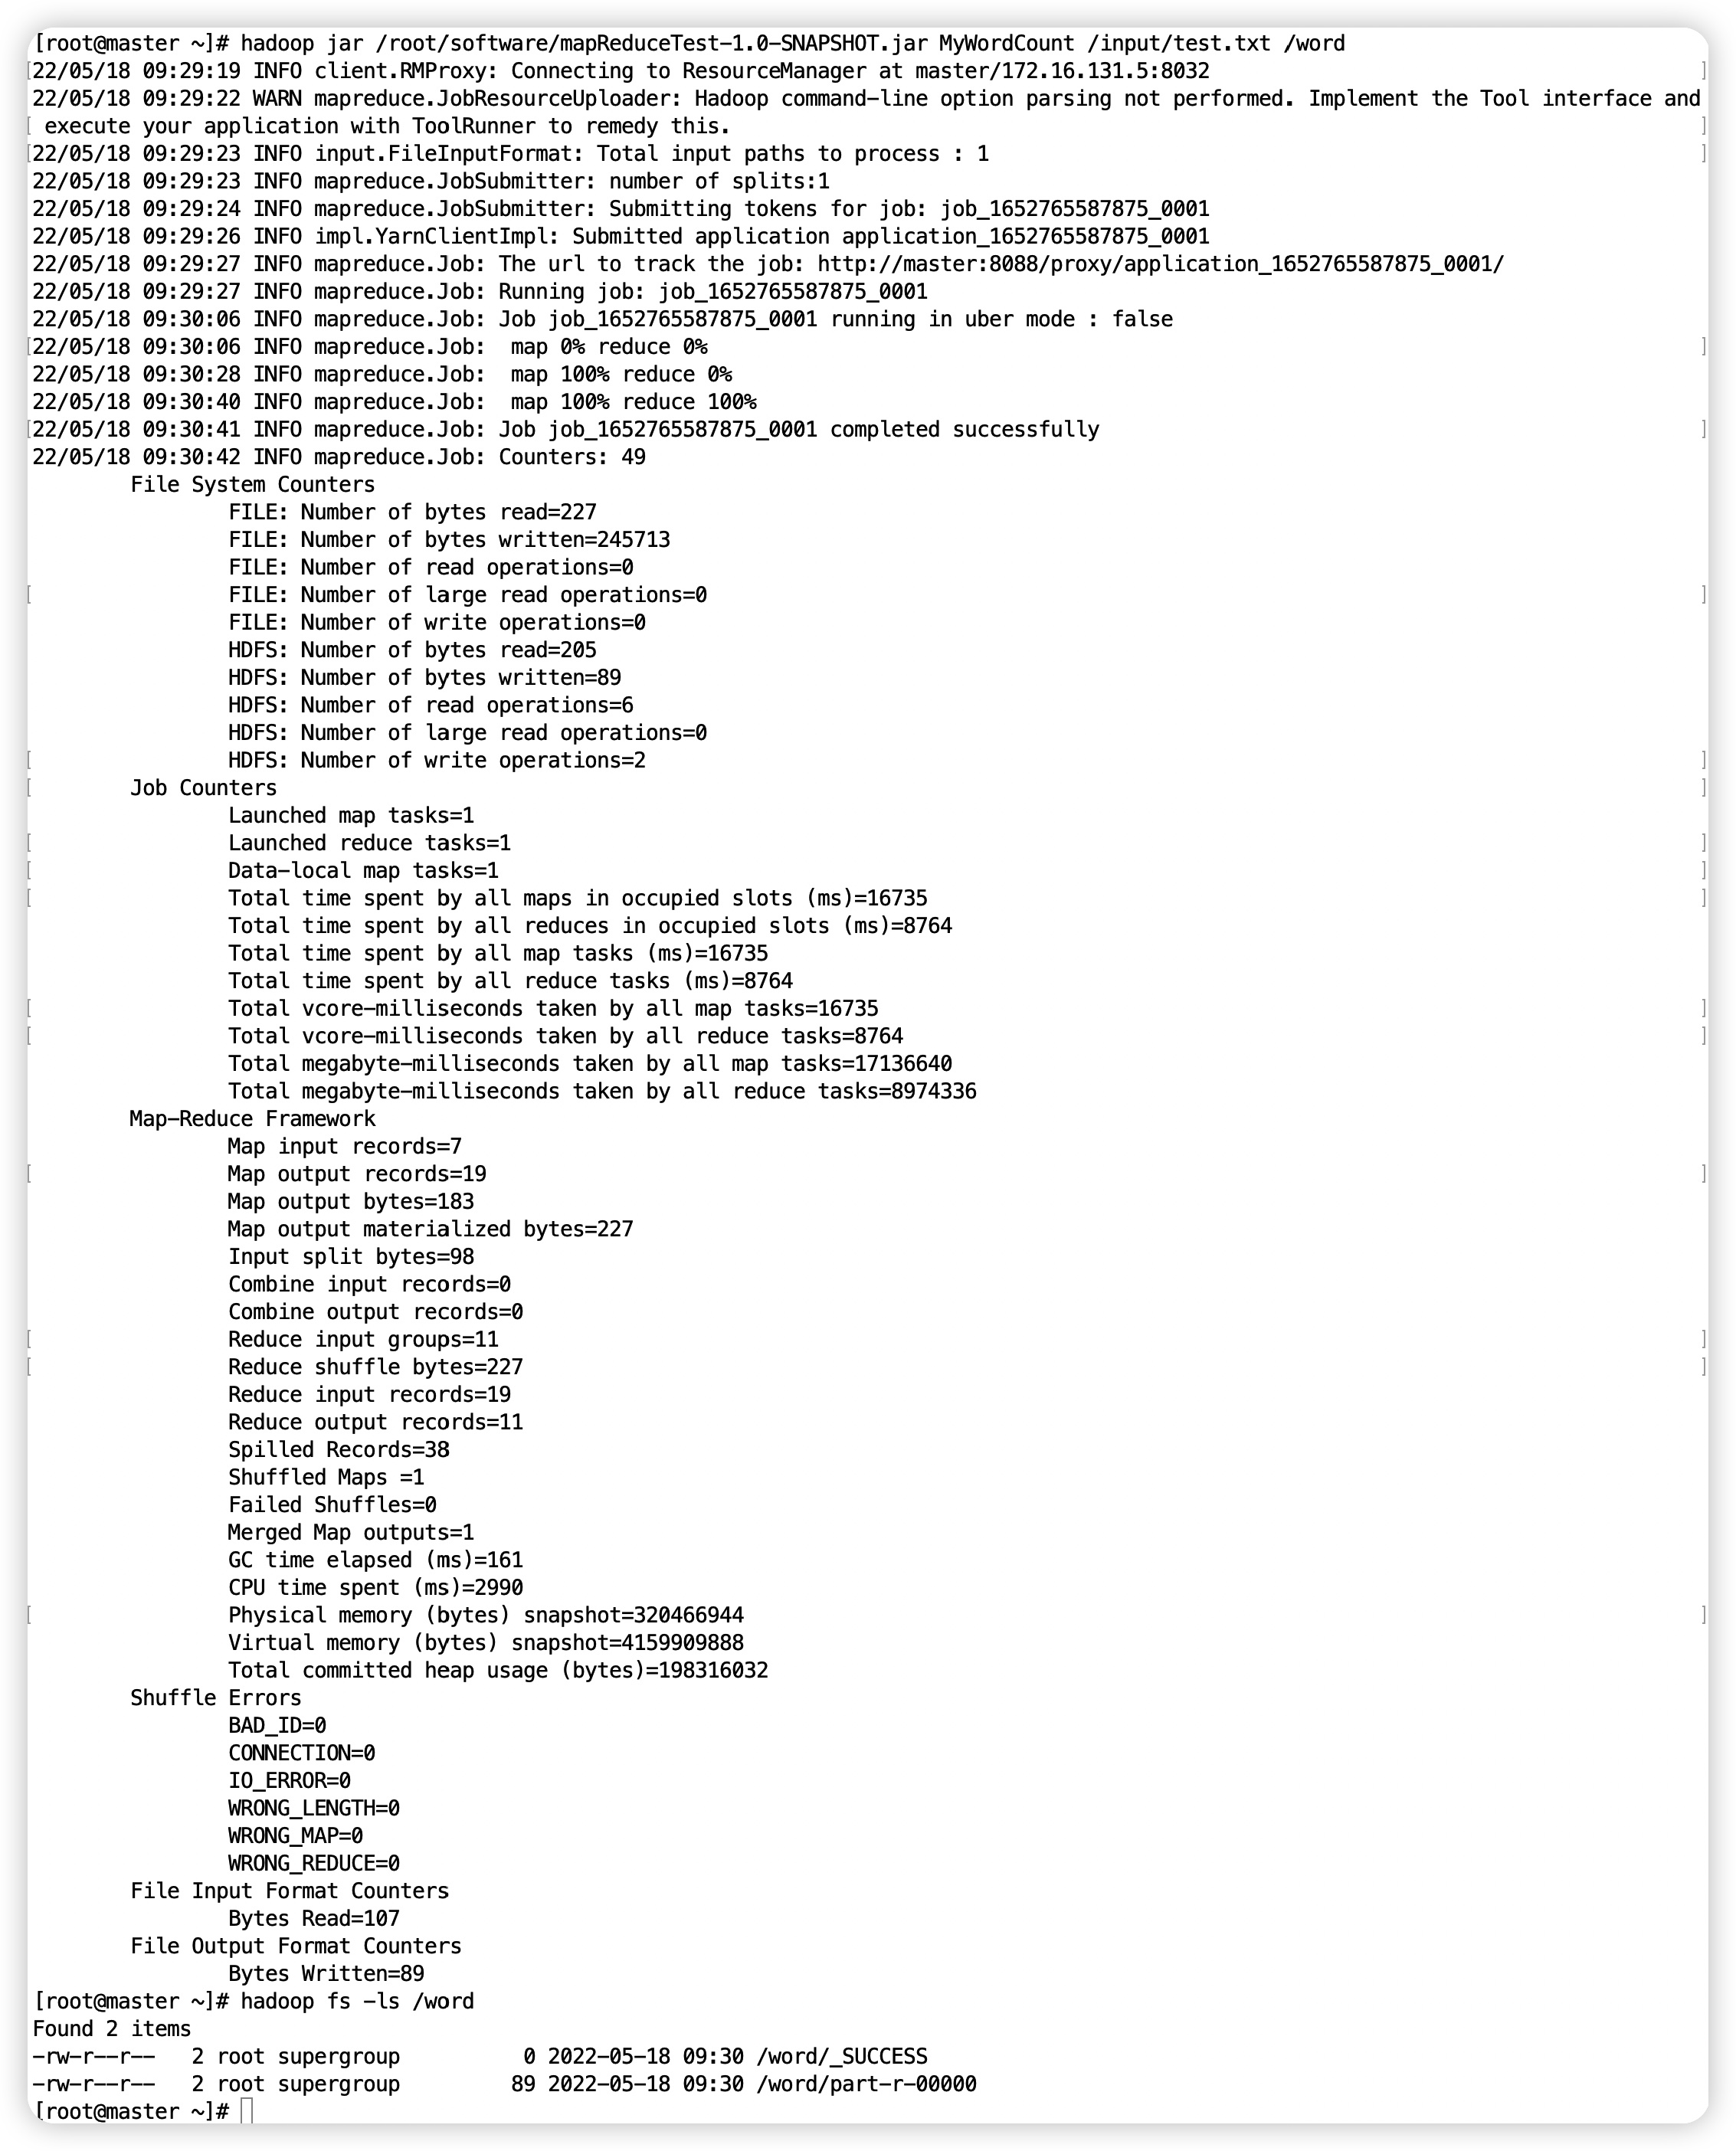 [root@master ~]# hadoop jar /root/software/mapReduceTest-1.0-SNAPSHOT.jar MyWordCount /input/test.txt /word
22/05/18 09:29:19 INFO client.RMProxy: Connecting to ResourceManager at master/172.16.131.5:8032
22/05/18 09:29:22 WARN mapreduce.JobResourceUploader: Hadoop command-line option parsing not performed. Implement the Tool interface and
execute your application with ToolRunner to remedy this.
22/05/18 09:29:23 INFO input.FileInputFormat: Total input paths to process : 1
22/05/18 09:29:23 INFO mapreduce.JobSubmitter: number of splits:1
22/05/18 09:29:24 INFO mapreduce.JobSubmitter: Submitting tokens for job: job_1652765587875_0001
22/05/18 09:29:26 INFO impl.YarnClientImpl: Submitted application application_1652765587875_0001
22/05/18 09:29:27 INFO mapreduce.Job: The url to track the job: http://master:8088/proxy/application_1652765587875_0001/
22/05/18 09:29:27 INFO mapreduce.Job: Running job: job_1652765587875_0001
22/05/18 09:30:06 INFO mapreduce.Job: Job job_1652765587875_0001 running in uber mode : false
22/05/18 09:30:06 INFO mapreduce.Job:  map 0% reduce 0%
22/05/18 09:30:28 INFO mapreduce.Job:  map 100% reduce 0%
22/05/18 09:30:40 INFO mapreduce.Job:  map 100% reduce 100%
22/05/18 09:30:41 INFO mapreduce.Job: Job job_1652765587875_0001 completed successfully
22/05/18 09:30:42 INFO mapreduce.Job: Counters: 49
File System Counters
FILE: Number of bytes read=227
FILE: Number of bytes written=245713
FILE: Number of read operations=0
FILE: Number of large read operations=0
FILE: Number of write operations=0
HDFS: Number of bytes read=205
HDFS: Number of bytes written=89
HDFS: Number of read operations=6
HDFS: Number of large read operations=0
HDFS: Number of write operations=2
Job Counters
Launched map tasks=1
Launched reduce tasks=1
Data-local map tasks=1
Total time spent by all maps in occupied slots (ms)=16735
Total time spent by all reduces in occupied slots (ms)=8764
Total time spent by all map tasks (ms)=16735
Total time spent by all reduce tasks (ms)=8764
Total vcore-milliseconds taken by all map tasks=16735
Total vcore-milliseconds taken by all reduce tasks=8764
Total megabyte-milliseconds taken by all map tasks=17136640
Total megabyte-milliseconds taken by all reduce tasks=8974336
Map-Reduce Framework
Map input records=7
Map output records=19
Map output bytes=183
Map output materialized bytes=227
Input split bytes=98
Combine input records=0
Combine output records=0
Reduce input groups=11
Reduce shuffle bytes=227
Reduce input records=19
Reduce output records=11
Spilled Records=38
Shuffled Maps =1
Failed Shuffles=0
Merged Map outputs=1
GC time elapsed (ms)=161
CPU time spent (ms)=2990
Physical memory (bytes) snapshot=320466944
Virtual memory (bytes) snapshot=4159909888
Total committed heap usage (bytes)=198316032
Shuffle Errors
BAD_ID=0
CONNECTION=0
IO_ERROR=0
WRONG_LENGTH=0
WRONG_MAP=0
WRONG_REDUCE=0
File Input Format Counters
Bytes Read=107
File Output Format Counters
Bytes Written=89
[root@master ~]# hadoop fs -ls /word
Found 2 items
-rw-r--r--   2 root supergroup          0 2022-05-18 09:30 /word/_SUCCESS
-rw-r--r--   2 root supergroup         89 2022-05-18 09:30 /word/part-r-00000
[root@master ~]#